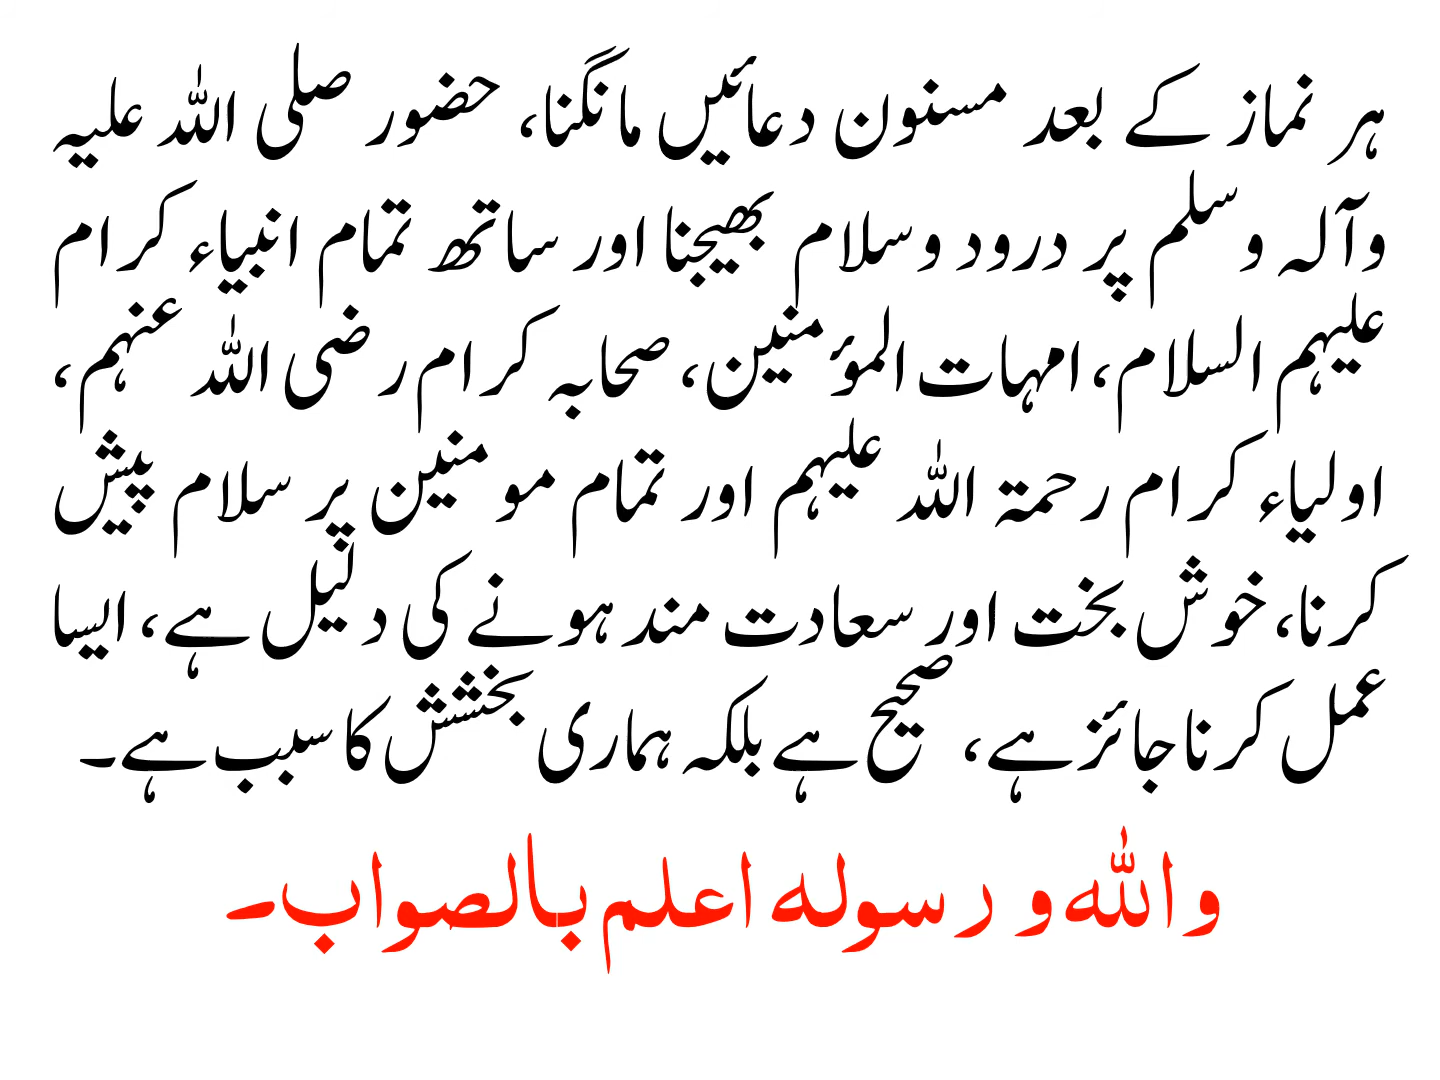 ہر نماز کے بعد مسنون دعائیں مانگنا، حضور صلی اللہ علیہ
وآلہ وسلم پر درود وسلام بھیجنا اور ساتھ تمام انبیاء کرام
علیہم السلام، امہات المؤمنین، صحابہ کرام رضی اللہ عنہم،
اولیاء کرام رحمۃ اللہ علیہم اور تمام مومنین پر سلام پیش
کرنا، خوش بخت اور سعادت مند ہونے کی دلیل ہے، ایسا
عمل کرنا جائز ہے، صحیح ہے بلکہ ہماری بخشش کا سبب ہے۔
واللہ و رسولہ اعلم بالصواب۔